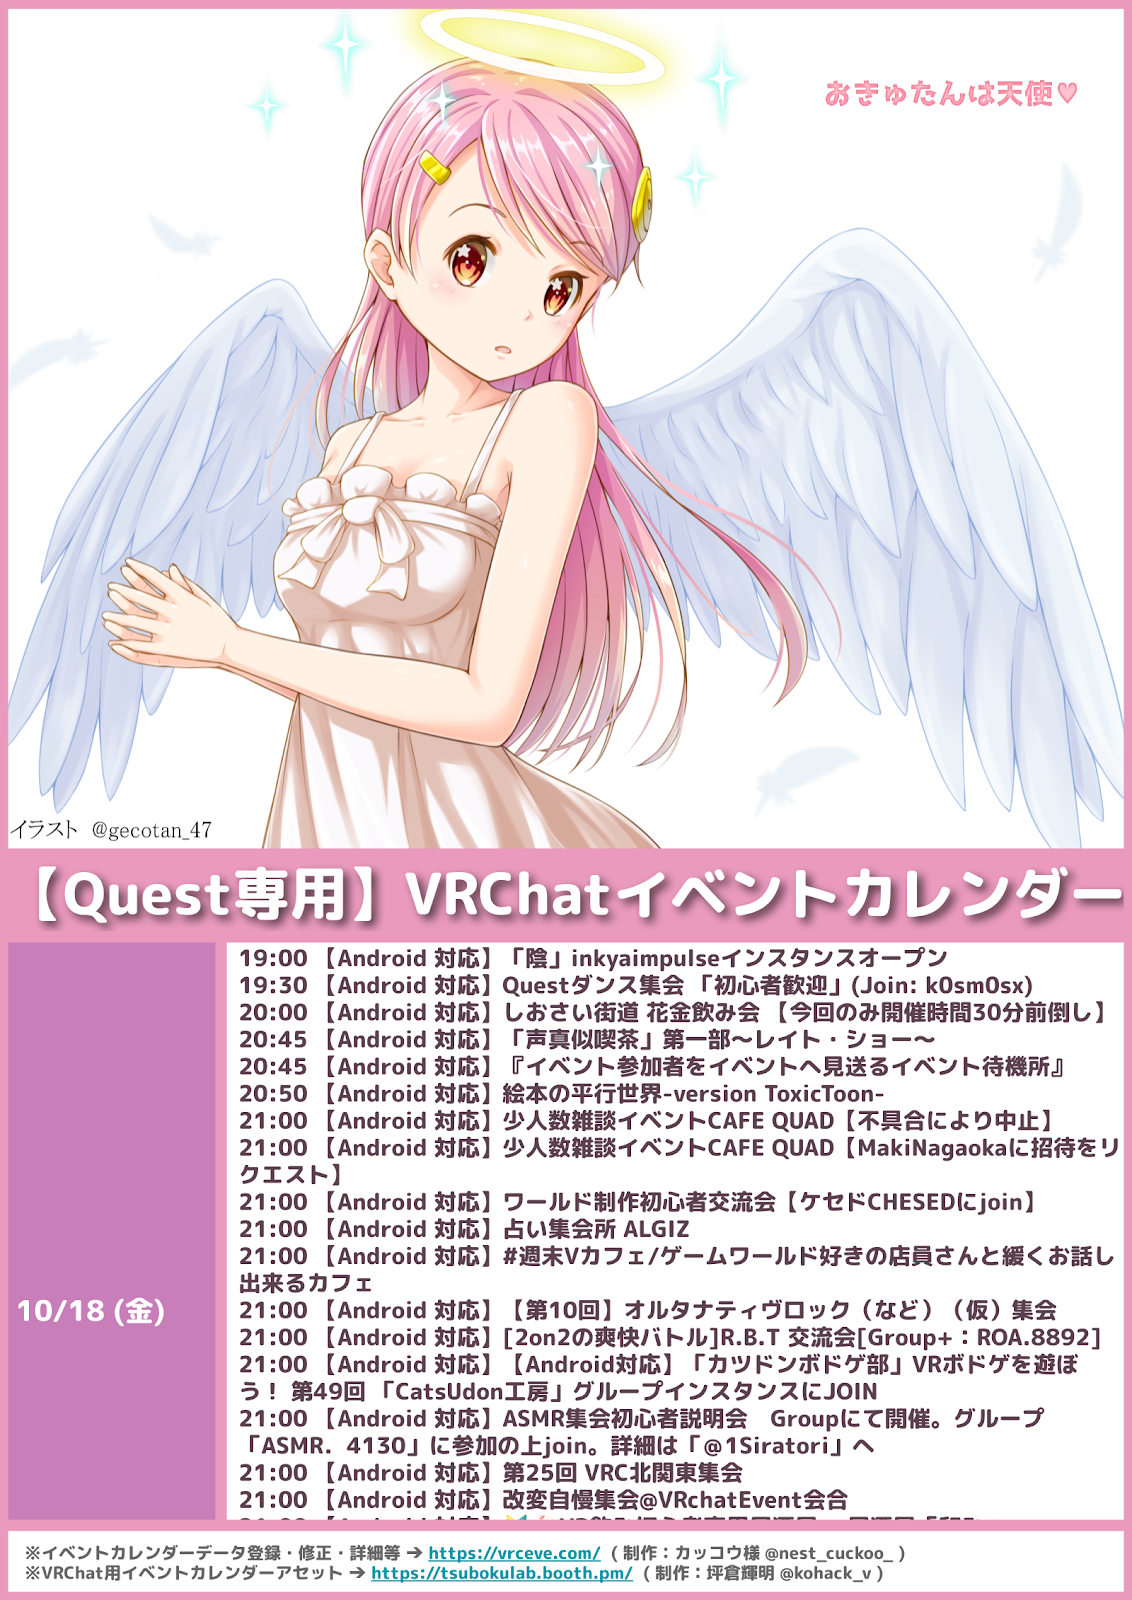 おきゅたんは天使♥
イラスト @gecotan_47
【Quest専用】VRChatイベントカレンダー
10/18 (金)
19:00 【Android 対応】「陰」inkyaimpulseインスタンスオープン
19:30 【Android 対応】Questダンス集会 「初心者歓迎」(Join: k0sm0sx)
20:00 【Android 対応】しおさい街道 花金飲み会 【今回のみ開催時間30分前倒し】
20:45 【Android 対応】「声真似喫茶」第一部～レイト・ショー～
20:45 【Android 対応】『イベント参加者をイベントへ見送るイベント待機所』
20:50 【Android 対応】絵本の平行世界-version ToxicToon-
21:00 【Android 対応】少人数雑談イベントCAFE QUAD【不具合により中止】
21:00 【Android 対応】少人数雑談イベントCAFE QUAD【MakiNagaokaに招待をリ
クエスト】
21:00 【Android 対応】ワールド制作初心者交流会【ケセドCHESEDにjoin】
21:00 【Android 対応】占い集会所 ALGIZ
21:00 【Android 対応】#週末Vカフェ/ゲームワールド好きの店員さんと緩くお話し
出来るカフェ
21:00 【Android 対応】【第10回】オルタナティヴロック（など）（仮）集会
21:00 【Android 対応】[2on2の爽快バトル]R.B.T 交流会[Group+：ROA.8892]
21:00 【Android 対応】【Android対応】「カツドンボドゲ部」VRボドゲを遊ぼ
う！ 第49回 「CatsUdon工房」グループインスタンスにJOIN
21:00 【Android 対応】ASMR集会初心者説明会　Groupにて開催。グループ
「ASMR．4130」に参加の上join。詳細は「＠1Siratori」へ
21:00 【Android 対応】第25回 VRC北関東集会
21:00 【Android 対応】改変自慢集会@VRchatEvent会合
※イベントカレンダーデータ登録・修正・詳細等 ➔ https://vrceve.com/ （制作：カッコウ様 @nest_cuckoo_ ）
※VRChat用イベントカレンダーアセット ➔ https://tsubokulab.booth.pm/ （制作：坪倉輝明 @kohack_v ）